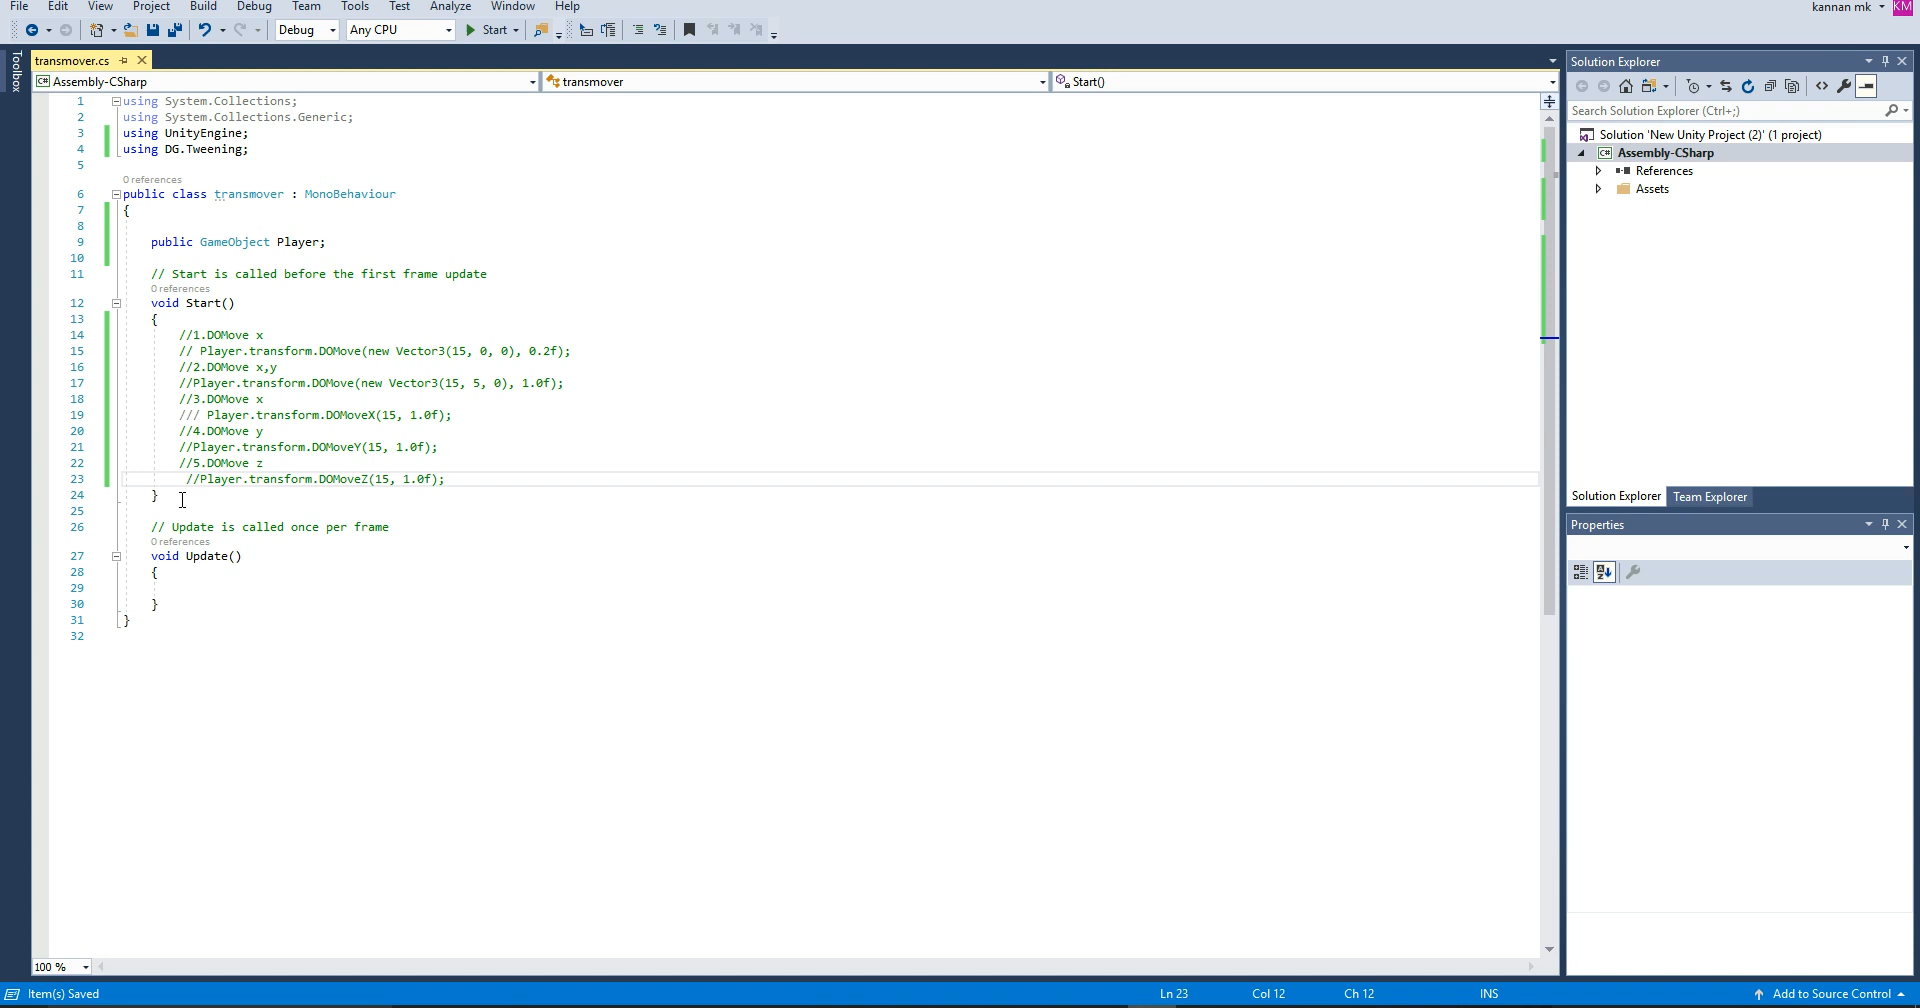 File Edit View Project Build Debug Team Tools Test Analyze Window Help kannan mk KM
Debug Any CPU Start
Toolbox
transmover.cs
Assembly-CSharp transmover Start()
1 using System.Collections;
2 using System.Collections.Generic;
3 using UnityEngine;
4 using DG.Tweening;
5
0 references
6 public class transmover : MonoBehaviour
7 {
8
9 public GameObject Player;
10
11 // Start is called before the first frame update
0 references
12 void Start()
13 {
14 //1.DOMove x
15 // Player.transform.DOMove(new Vector3(15, 0, 0), 0.2f);
16 //2.DOMove x,y
17 //Player.transform.DOMove(new Vector3(15, 5, 0), 1.0f);
18 //3.DOMove x
19 /// Player.transform.DOMoveX(15, 1.0f);
20 //4.DOMove y
21 //Player.transform.DOMoveY(15, 1.0f);
22 //5.DOMove z
23 //Player.transform.DOMoveZ(15, 1.0f);
24 }
25
26 // Update is called once per frame
0 references
27 void Update()
28 {
29
30 }
31 }
32
100 %
Solution Explorer
Search Solution Explorer (Ctrl+;)
Solution 'New Unity Project (2)' (1 project)
C# Assembly-CSharp
References
Assets
Solution Explorer Team Explorer
Properties
Item(s) Saved Ln 23 Col 12 Ch 12 INS Add to Source Control